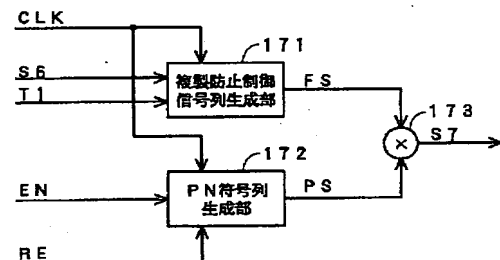 CLK
171
S6
T1
複製防止制御
信号列生成部
FS
173
×
S7
172
EN
PN符号列
生成部
PS
RE